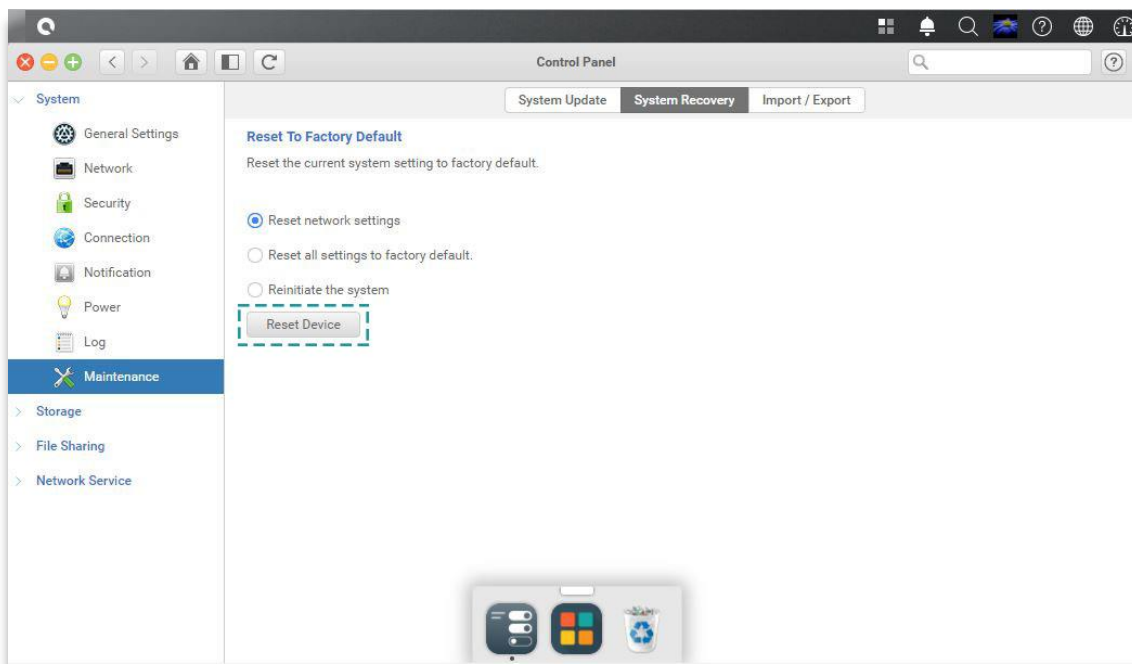 Control Panel
System
General Settings
Network
Security
Connection
Notification
Power
Log
Maintenance
Storage
File Sharing
Network Service
System Update
System Recovery
Import / Export
Reset To Factory Default
Reset the current system setting to factory default.
Reset network settings
Reset all settings to factory default.
Reinitiate the system
Reset Device